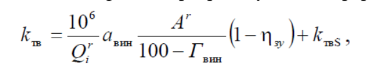 k_тв = 10^6 / Q_i^r a_вин A^r / 100 − Г_вин (1 − η_зу) + k_твS ,